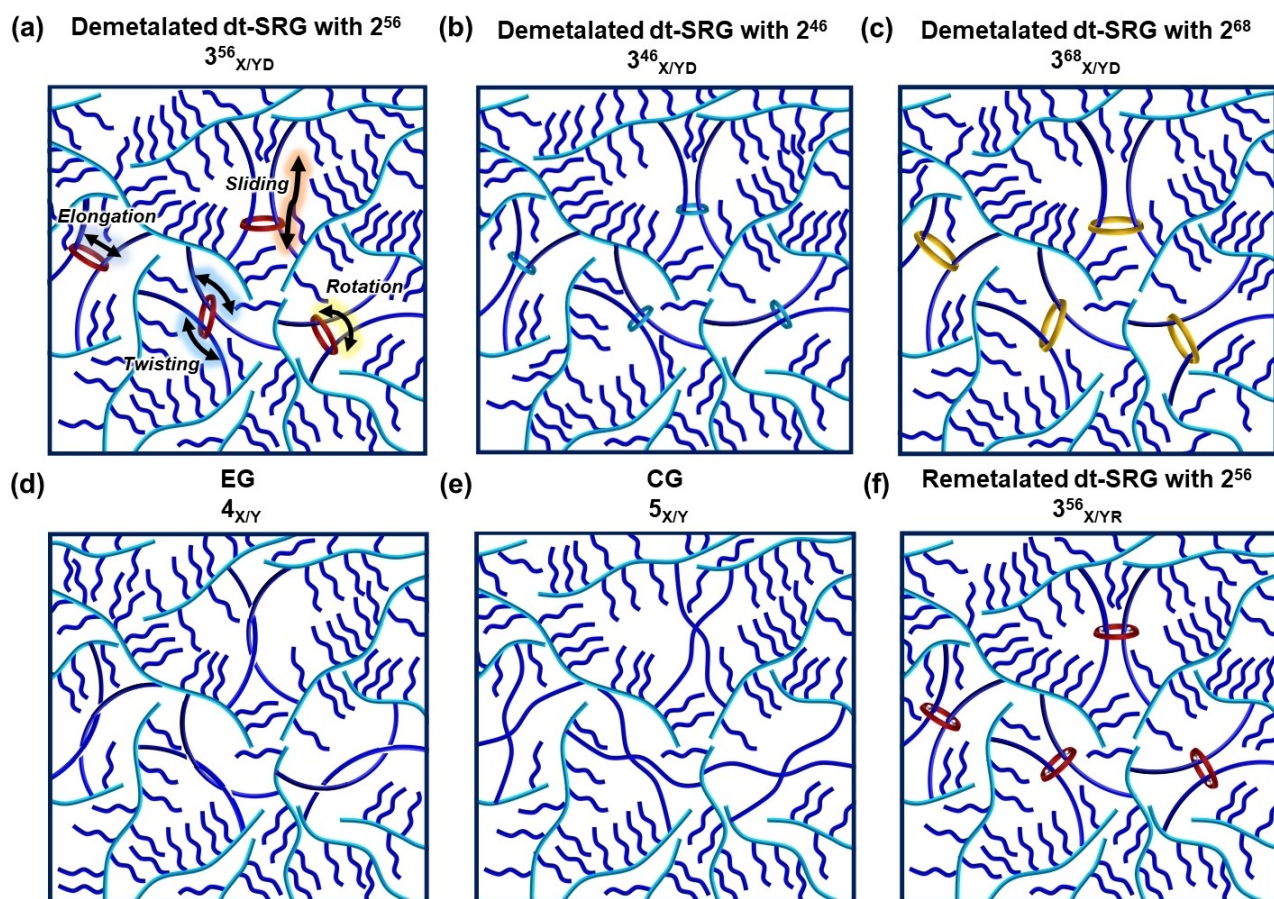 (a) Demetalated dt-SRG with 2⁵⁶
3⁵⁶X/YD
(b) Demetalated dt-SRG with 2⁴⁶
3⁴⁶X/YD
(c) Demetalated dt-SRG with 2⁶⁸
3⁶⁸X/YD
Sliding
Elongation
Rotation
Twisting
(d) EG
4X/Y
(e) CG
5X/Y
(f) Remetalated dt-SRG with 2⁵⁶
3⁵⁶X/YR